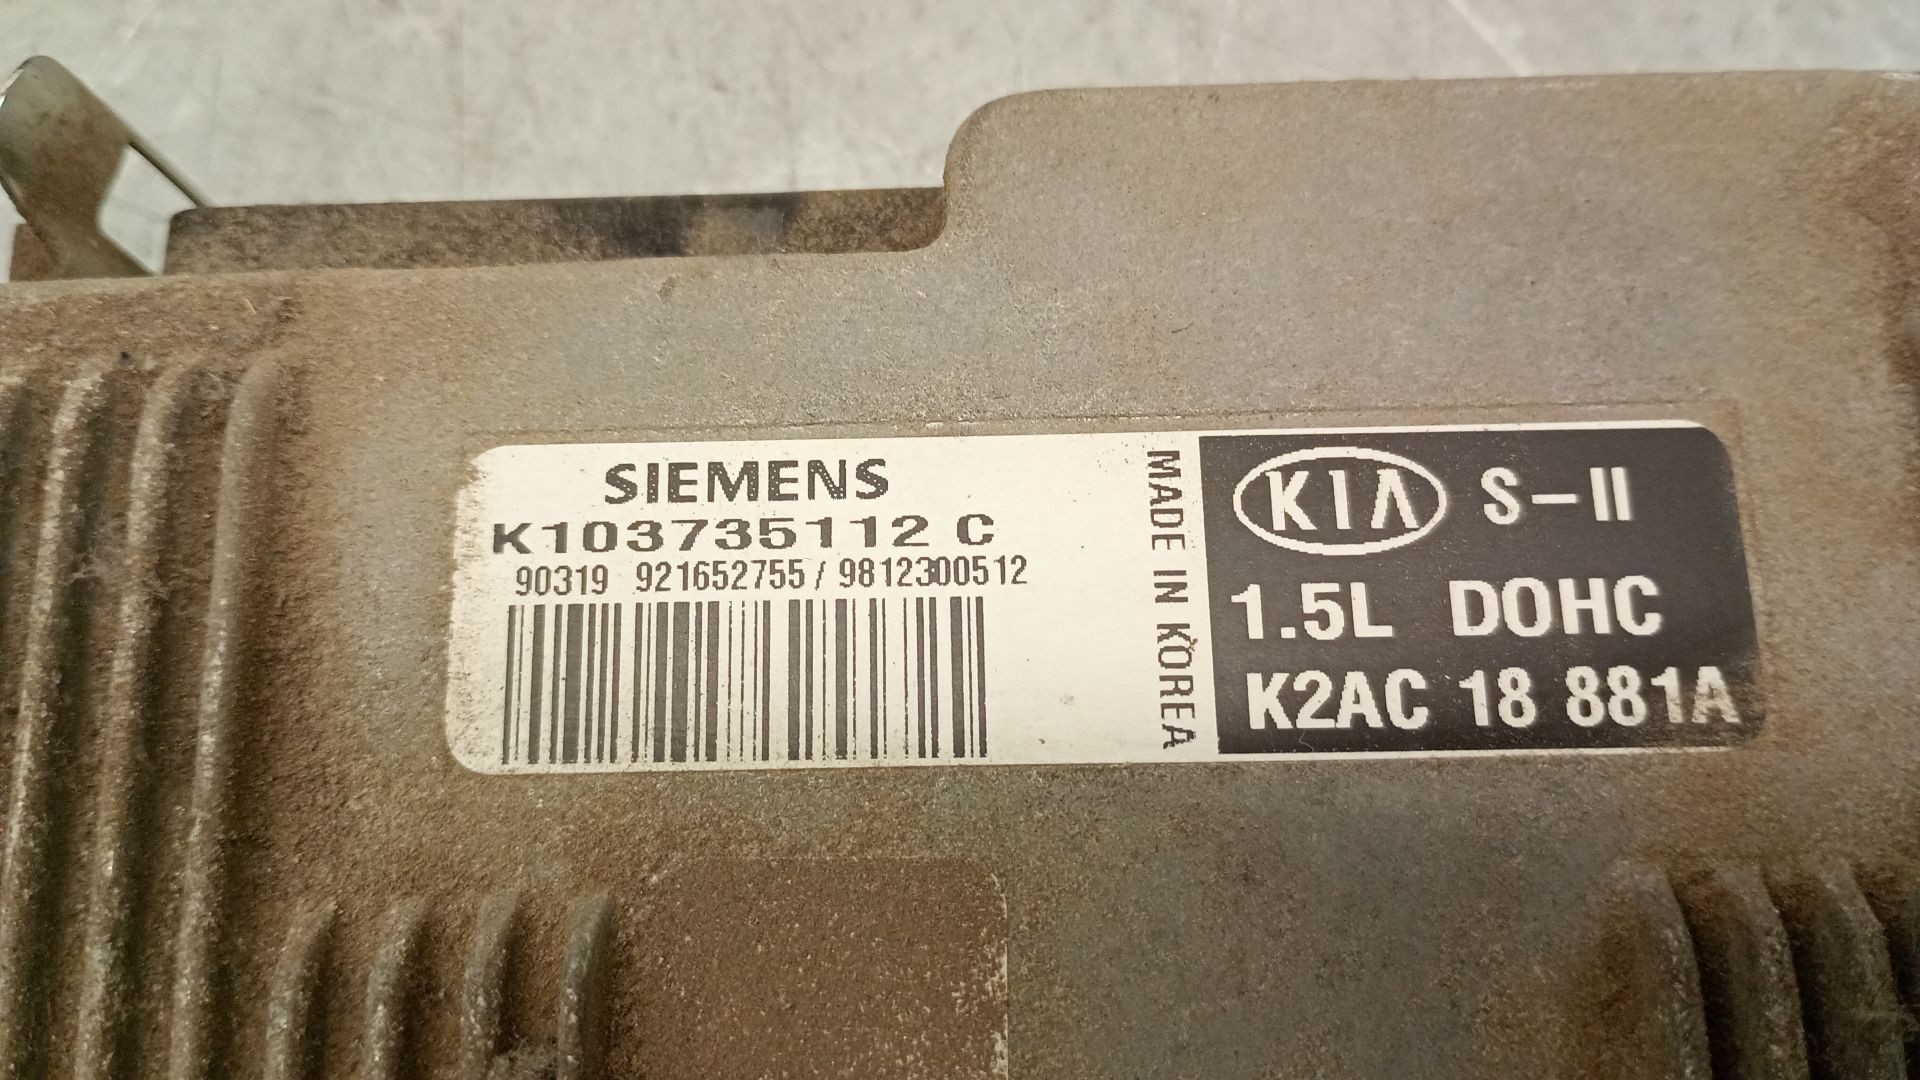 SIEMENS
K103735112 C
90319 921652755 / 9812300512
MADE IN KOREA
KIA S-II
1.5L DOHC
K2AC 18 881A